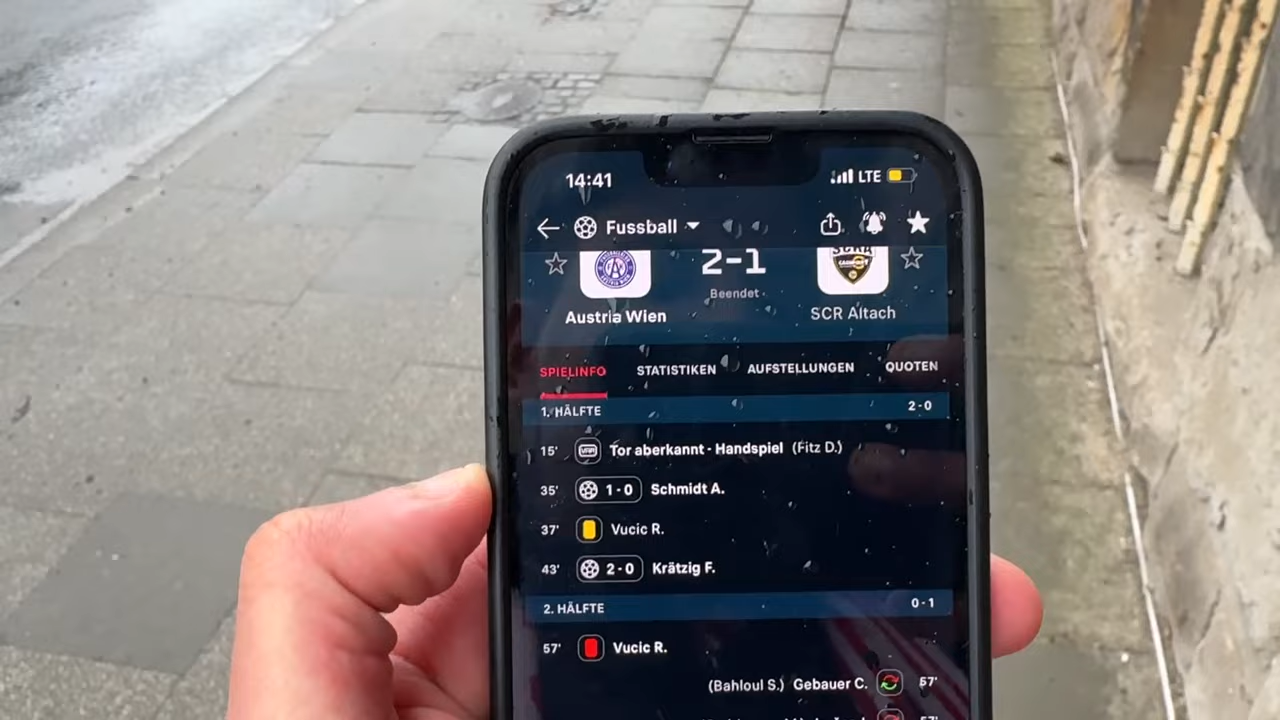 14:41 LTE
Fussball
2-1
Beendet
Austria Wien SCR Altach
SPIELINFO STATISTIKEN AUFSTELLUNGEN QUOTEN
1. HÄLFTE 2-0
15' VAR Tor aberkannt - Handspiel (Fitz D.)
35' 1 - 0 Schmidt A.
37' Vucic R.
43' 2 - 0 Krätzig F.
2. HÄLFTE 0-1
57' Vucic R.
(Bahloul S.) Gebauer C. 57'
57'